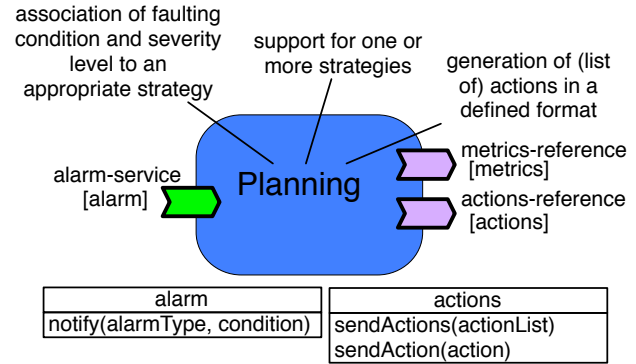 association of faulting
condition and severity
level to an
appropriate strategy
support for one or
more strategies
generation of (list
of) actions in a
defined format
alarm-service
[alarm]
Planning
metrics-reference
[metrics]
actions-reference
[actions]
alarm
notify(alarmType, condition)
actions
sendActions(actionList)
sendAction(action)